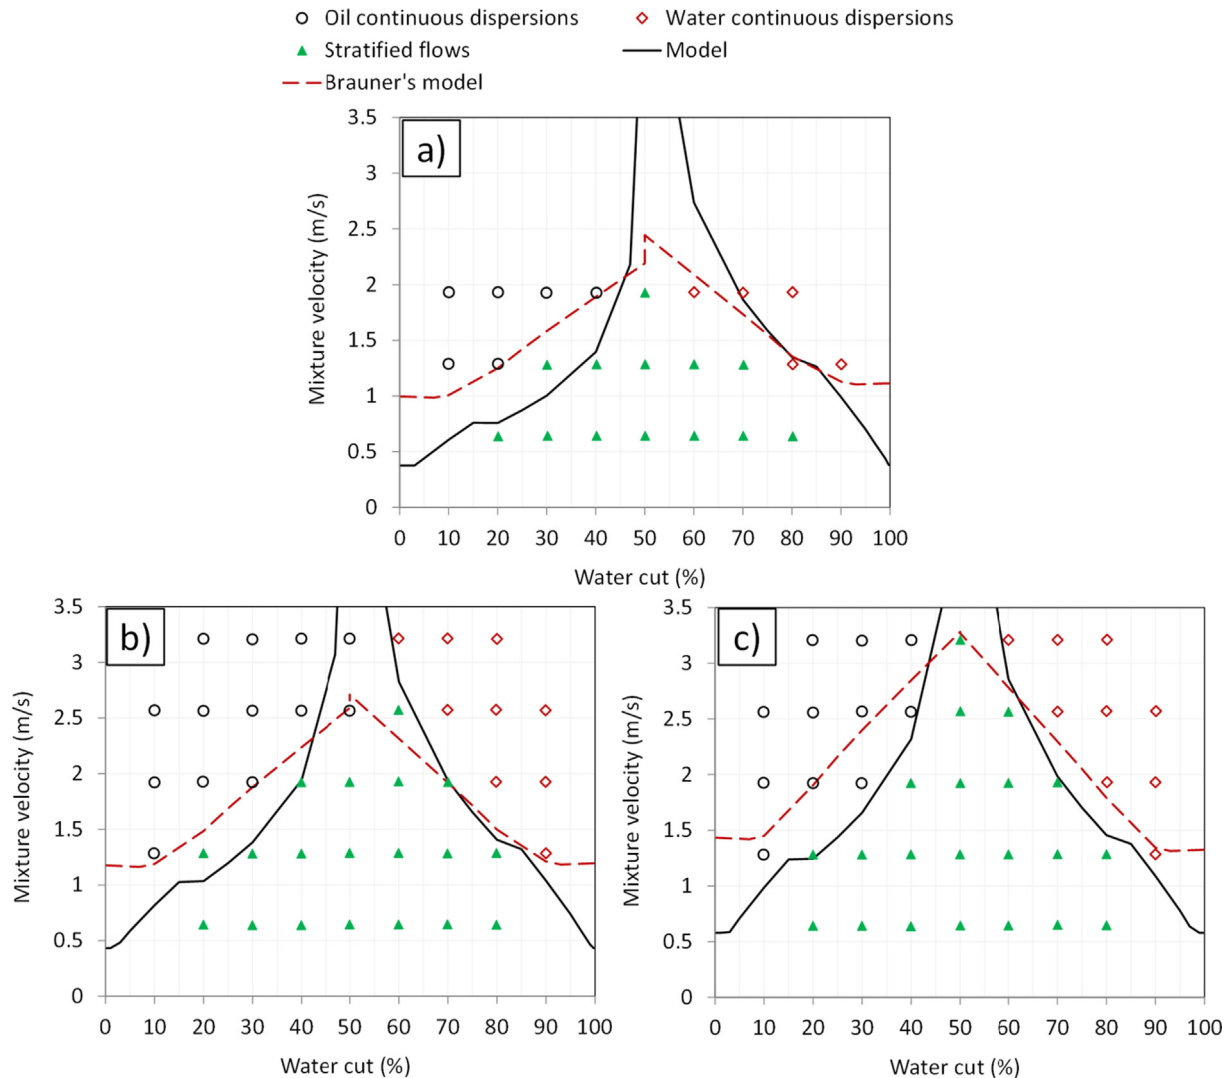 Oil continuous dispersions
Water continuous dispersions
Stratified flows
Model
Brauner's model
a)
3.5
3
2.5
2
1.5
1
0.5
0
Mixture velocity (m/s)
0 10 20 30 40 50 60 70 80 90 100
Water cut (%)
b)
3.5
3
2.5
2
1.5
1
0.5
0
Mixture velocity (m/s)
0 10 20 30 40 50 60 70 80 90 100
Water cut (%)
c)
3.5
3
2.5
2
1.5
1
0.5
0
Mixture velocity (m/s)
0 10 20 30 40 50 60 70 80 90 100
Water cut (%)